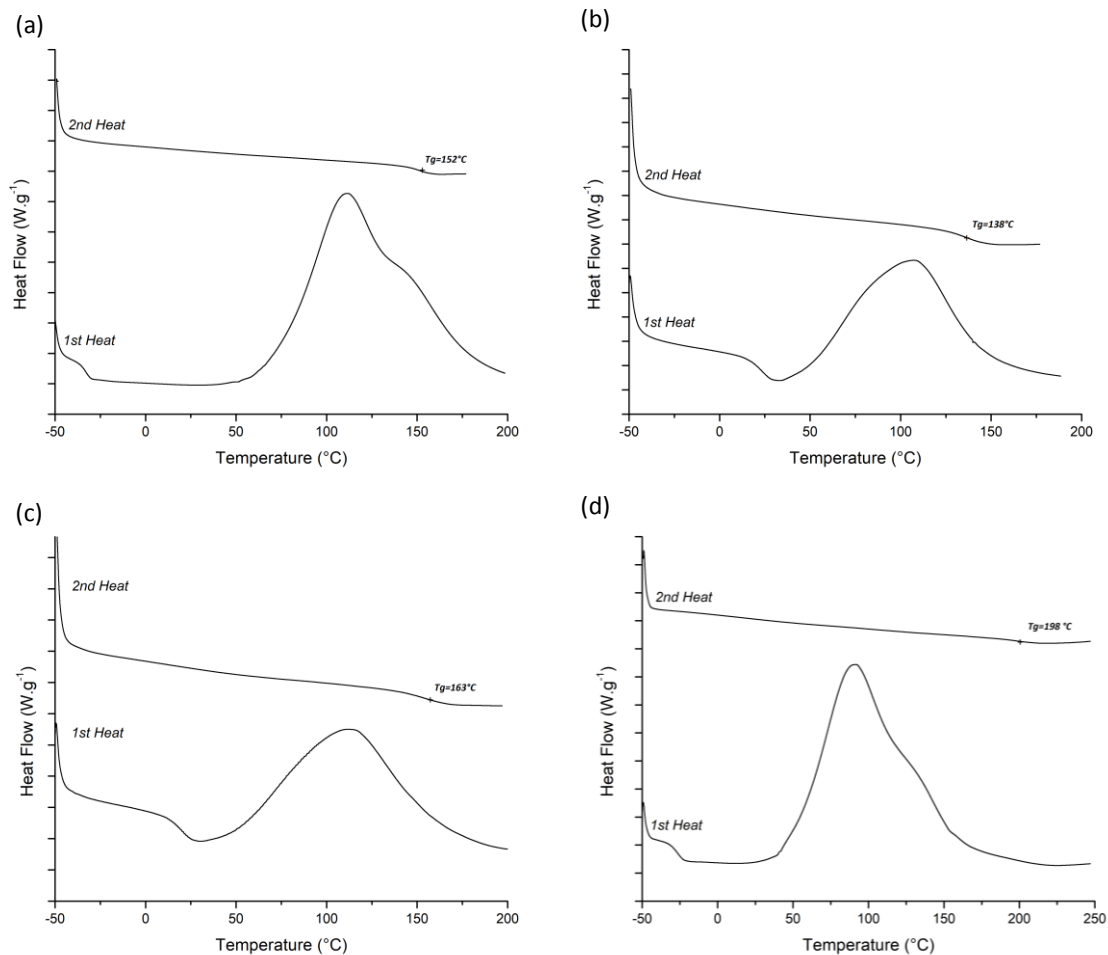 (a)
Heat Flow (W.g⁻¹)
2nd Heat
Tg=152°C
1st Heat
-50 0 50 100 150 200
Temperature (°C)
(b)
Heat Flow (W.g⁻¹)
2nd Heat
Tg=138°C
1st Heat
-50 0 50 100 150 200
Temperature (°C)
(c)
Heat Flow (W.g⁻¹)
2nd Heat
Tg=163°C
1st Heat
-50 0 50 100 150 200
Temperature (°C)
(d)
Heat Flow (W.g⁻¹)
2nd Heat
Tg=198 °C
1st Heat
-50 0 50 100 150 200 250
Temperature (°C)